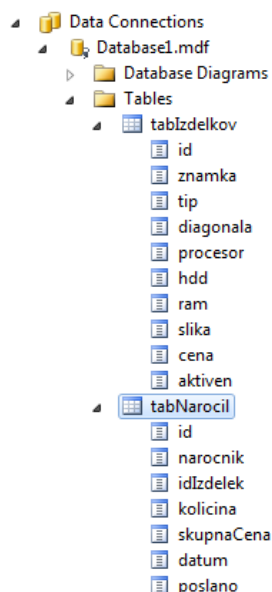 Data Connections
Database1.mdf
Database Diagrams
Tables
tabIzdelkov
id
znamka
tip
diagonala
procesor
hdd
ram
slika
cena
aktiven
tabNarocil
id
narocnik
idIzdelek
kolicina
skupnaCena
datum
poslano